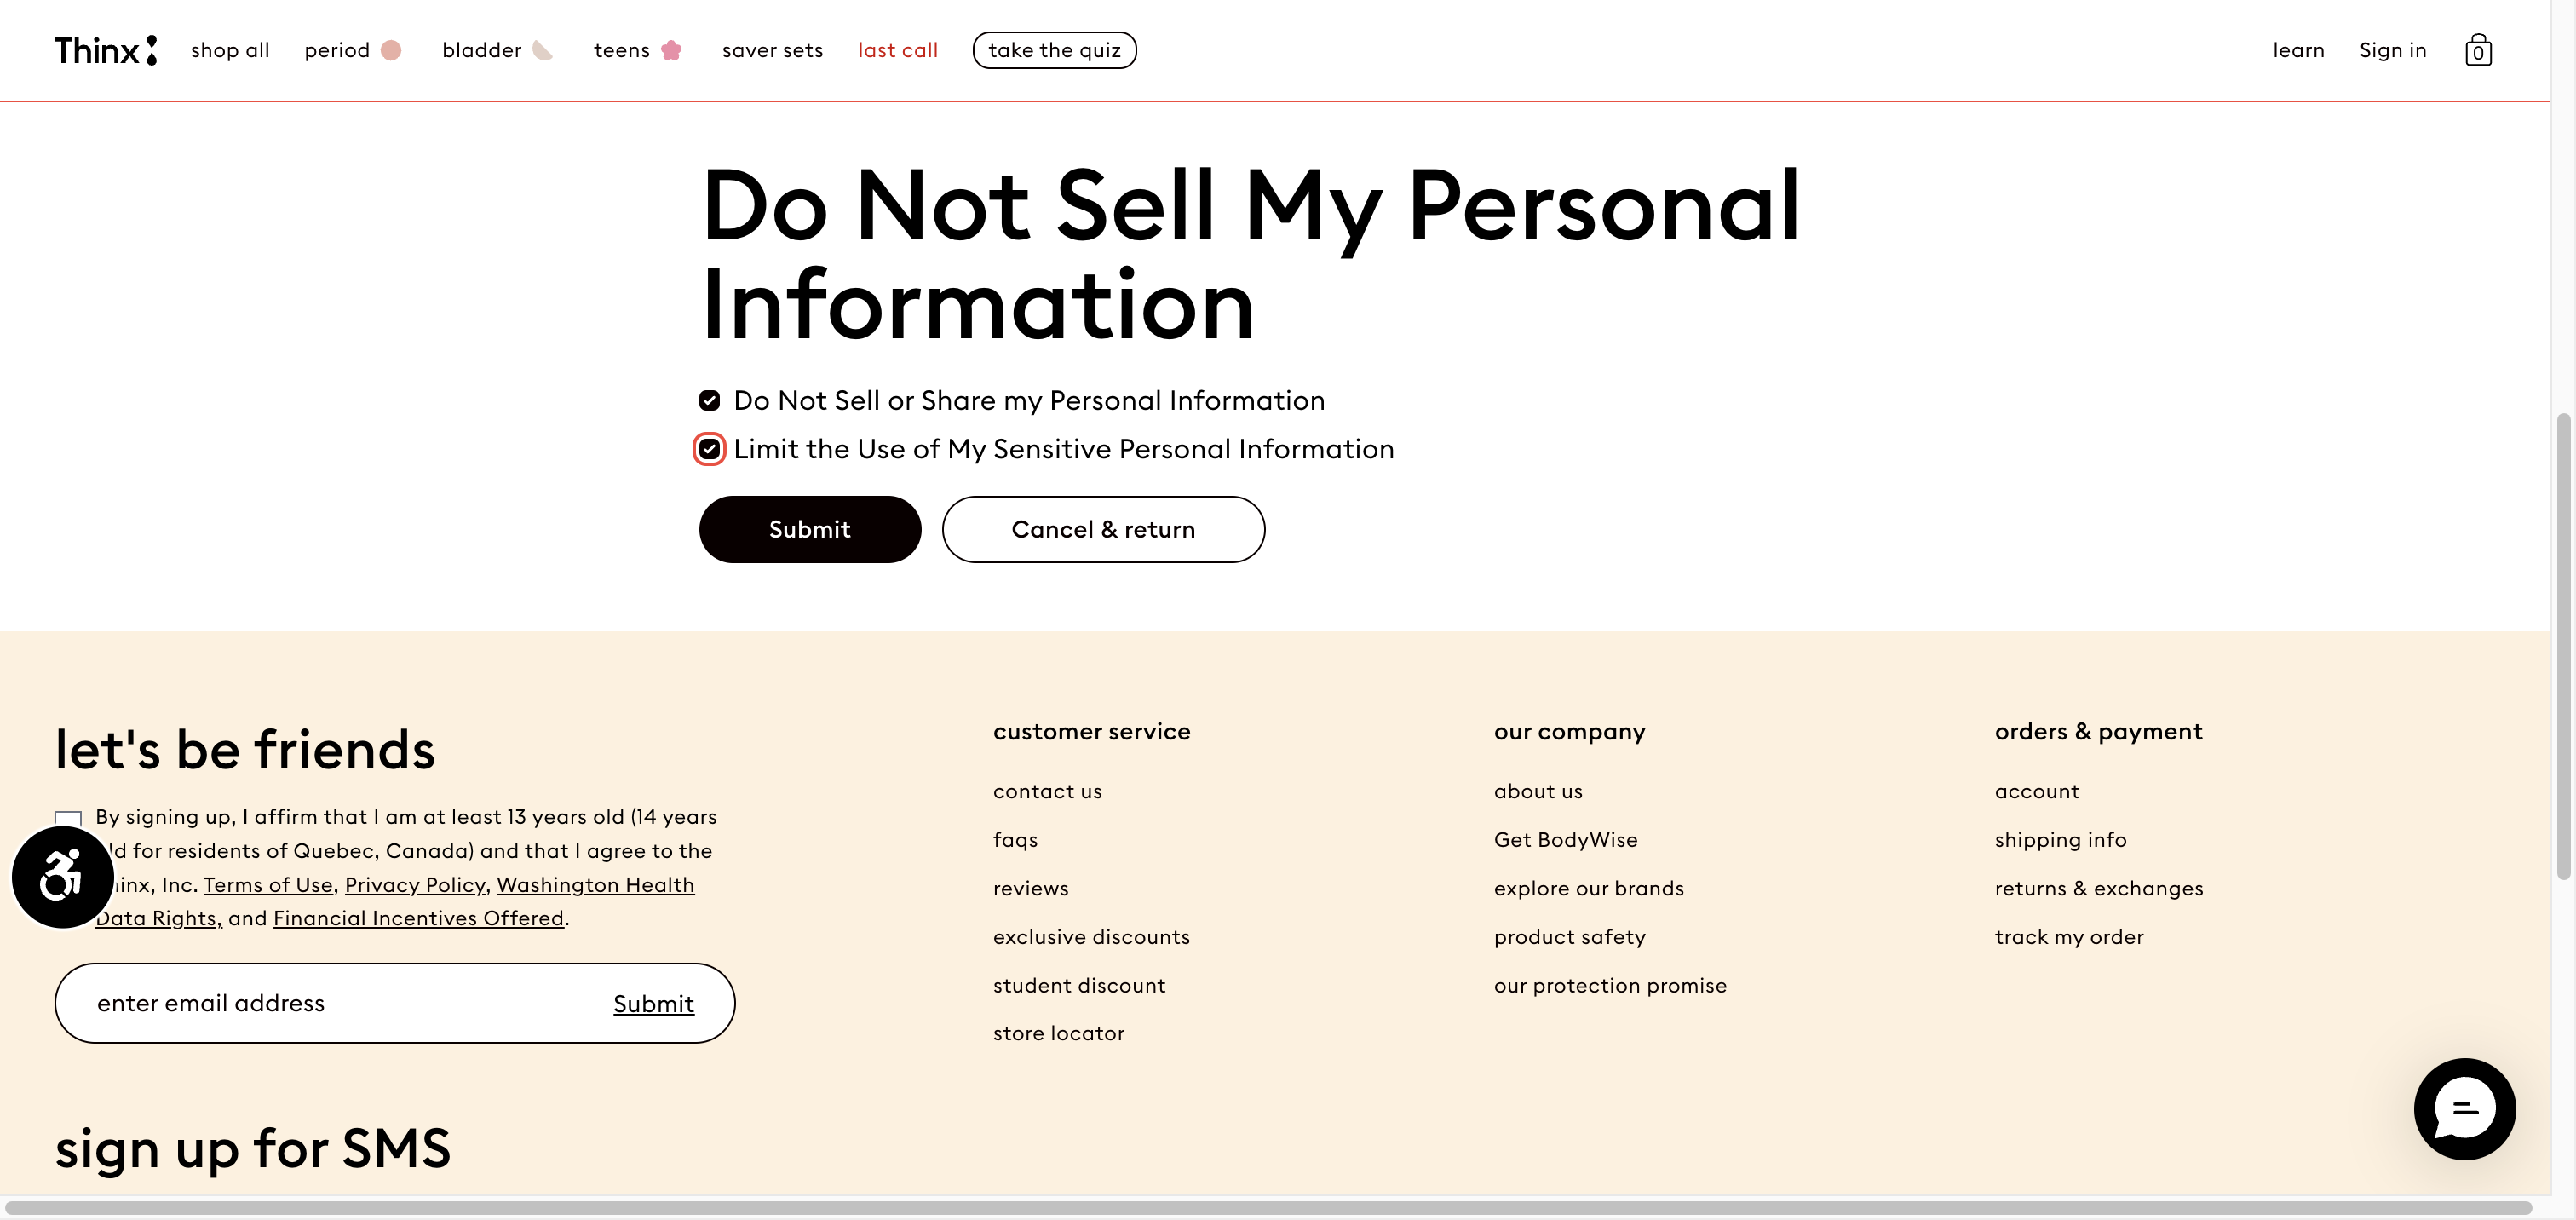 Thinx
shop all
period
bladder
teens
saver sets
last call
take the quiz
learn
Sign in
0
Do Not Sell My Personal
Information
Do Not Sell or Share my Personal Information
Limit the Use of My Sensitive Personal Information
Submit
Cancel & return
let's be friends
By signing up, I affirm that I am at least 13 years old (14 years
for residents of Quebec, Canada) and that I agree to the
Inc. Terms of Use, Privacy Policy, Washington Health
Data Rights, and Financial Incentives Offered.
enter email address
Submit
sign up for SMS
customer service
contact us
faqs
reviews
exclusive discounts
student discount
store locator
our company
about us
Get BodyWise
explore our brands
product safety
our protection promise
orders & payment
account
shipping info
returns & exchanges
track my order